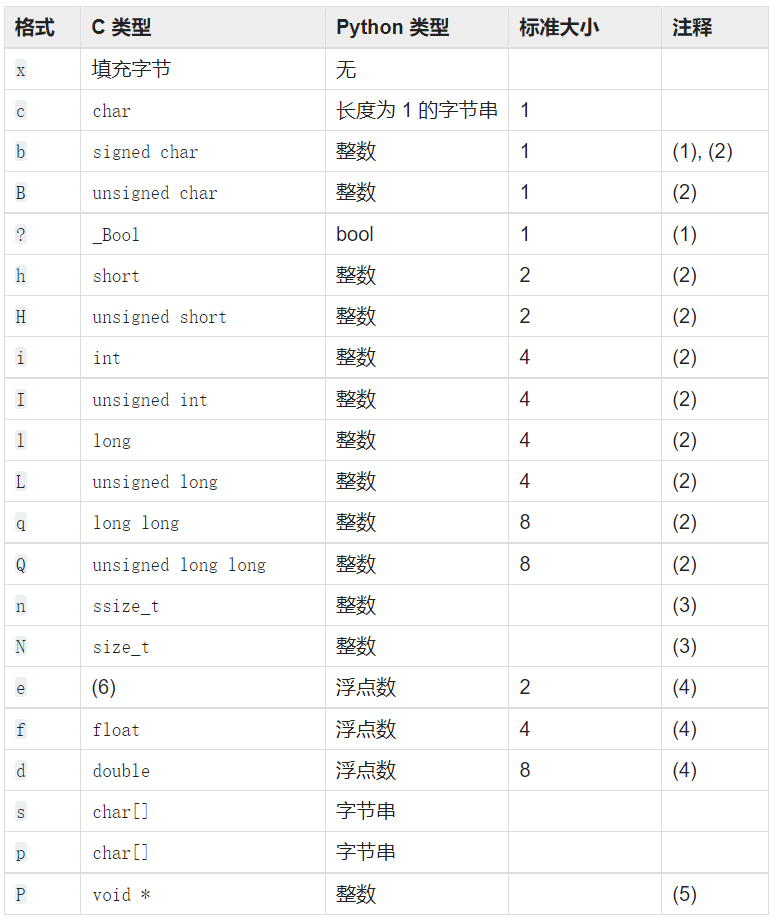 格式 C 类型 Python 类型 标准大小 注释
x 填充字节 无
c char 长度为 1 的字节串 1
b signed char 整数 1 (1), (2)
B unsigned char 整数 1 (2)
? _Bool bool 1 (1)
h short 整数 2 (2)
H unsigned short 整数 2 (2)
i int 整数 4 (2)
I unsigned int 整数 4 (2)
l long 整数 4 (2)
L unsigned long 整数 4 (2)
q long long 整数 8 (2)
Q unsigned long long 整数 8 (2)
n ssize_t 整数 (3)
N size_t 整数 (3)
e (6) 浮点数 2 (4)
f float 浮点数 4 (4)
d double 浮点数 8 (4)
s char[] 字节串
p char[] 字节串
P void * 整数 (5)